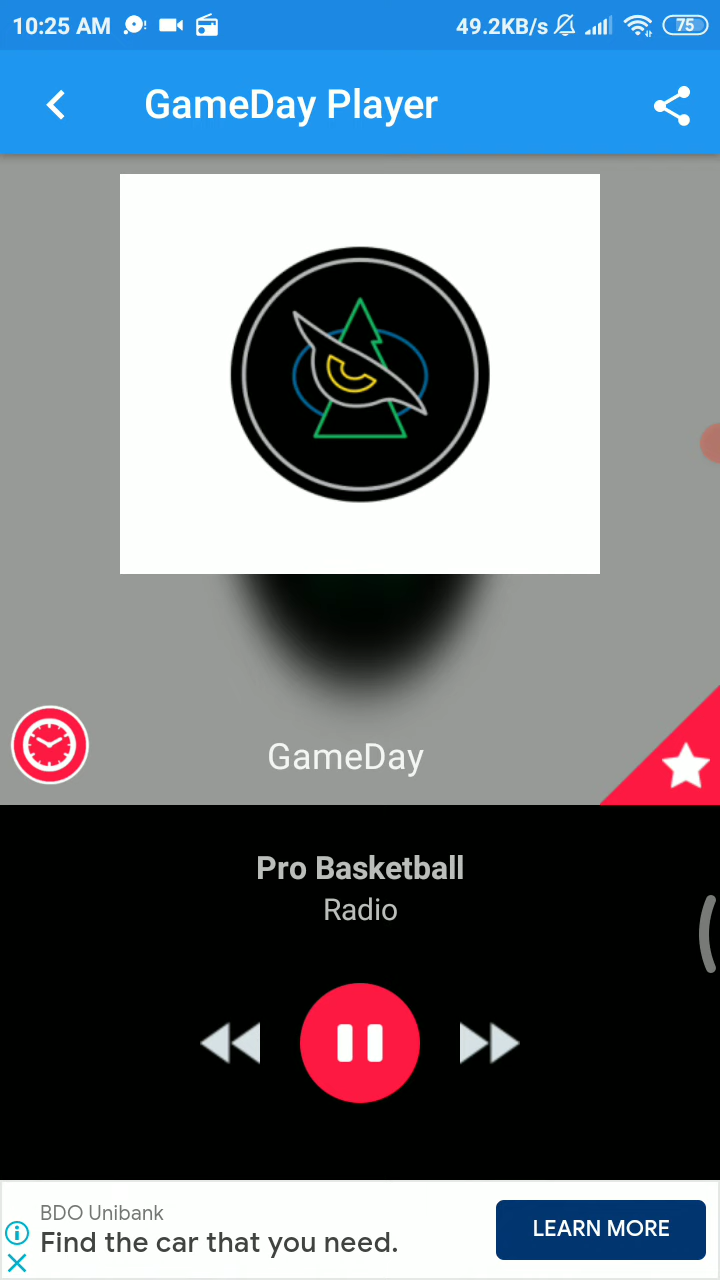 10:25 AM 49.2KB/s 75
GameDay Player
GameDay
Pro Basketball
Radio
BDO Unibank
Find the car that you need.
LEARN MORE